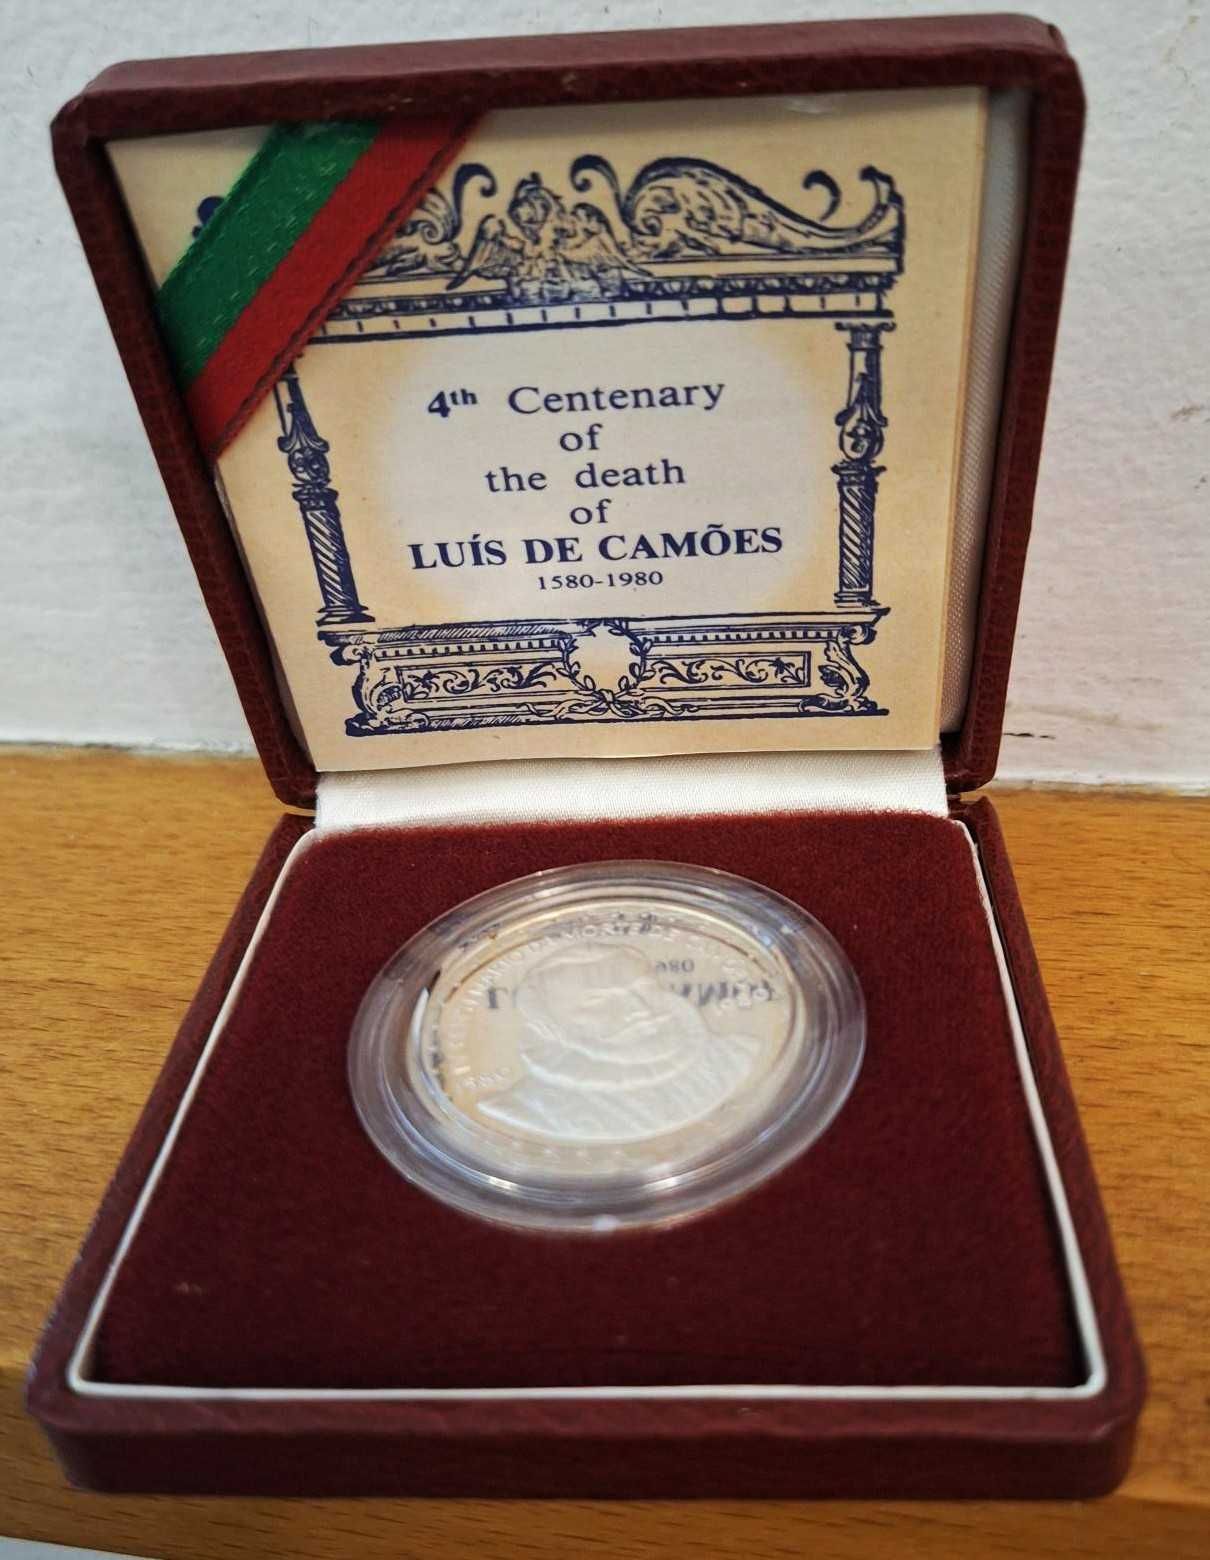 4th Centenary
of
the death
of
LUÍS DE CAMÕES
1580-1980